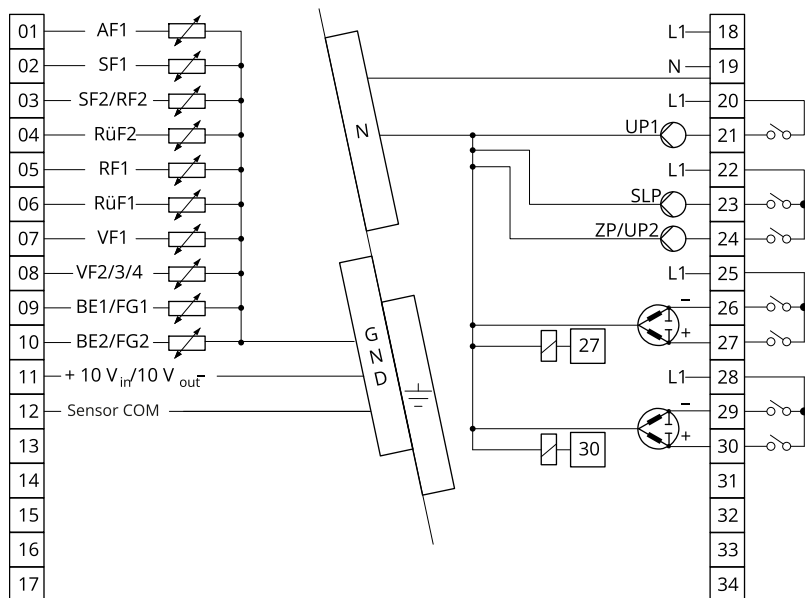 01 AF1
02 SF1
03 SF2/RF2
04 RüF2
05 RF1
06 RüF1
07 VF1
08 VF2/3/4
09 BE1/FG1
10 BE2/FG2
11 + 10 Vin/10 Vout-
12 Sensor COM
13
14
15
16
17
N
GND
L1 18
N 19
L1 20
UP1 21
L1 22
SLP 23
ZP/UP2 24
L1 25
- 26
27 + 27
L1 28
- 29
30 + 30
31
32
33
34